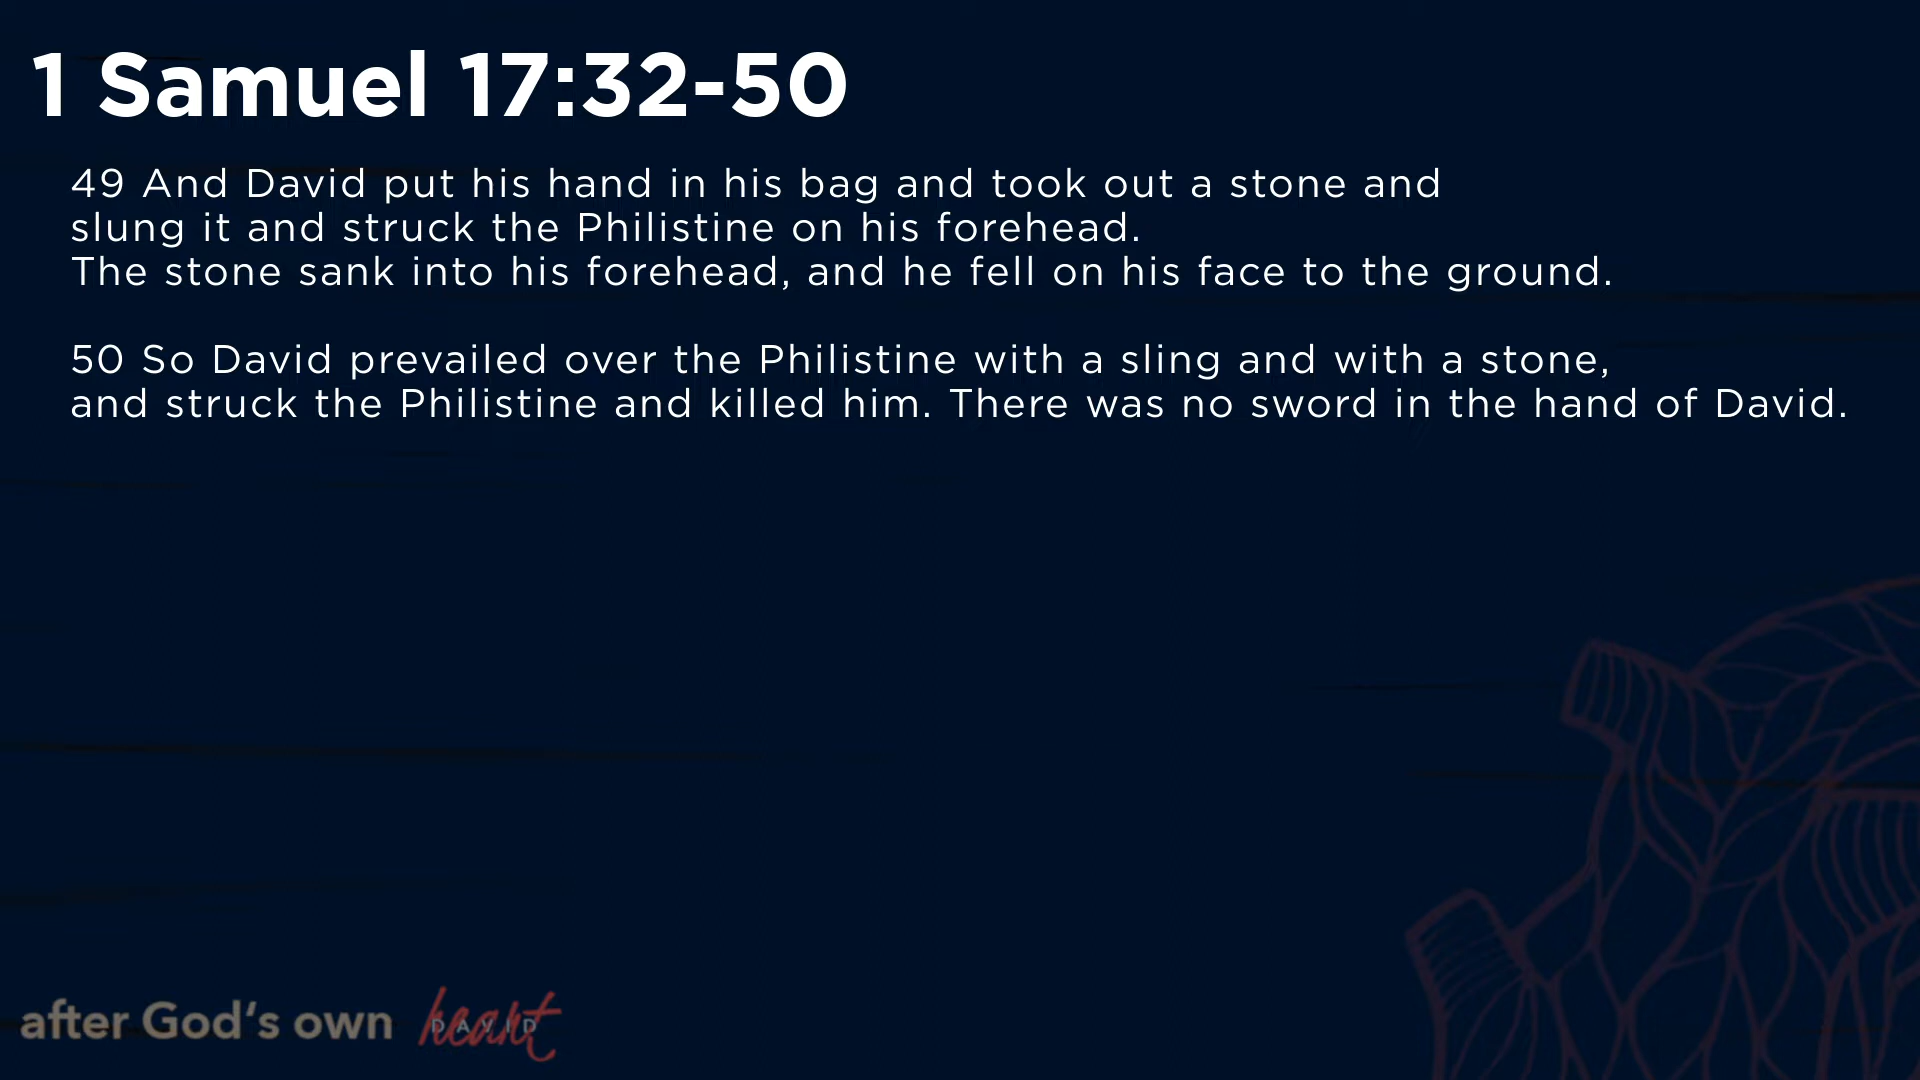 1 Samuel 17:32-50
49 And David put his hand in his bag and took out a stone and
slung it and struck the Philistine on his forehead.
The stone sank into his forehead, and he fell on his face to the ground.
50 So David prevailed over the Philistine with a sling and with a stone,
and struck the Philistine and killed him. There was no sword in the hand of David.
after God's own heart
DAVID